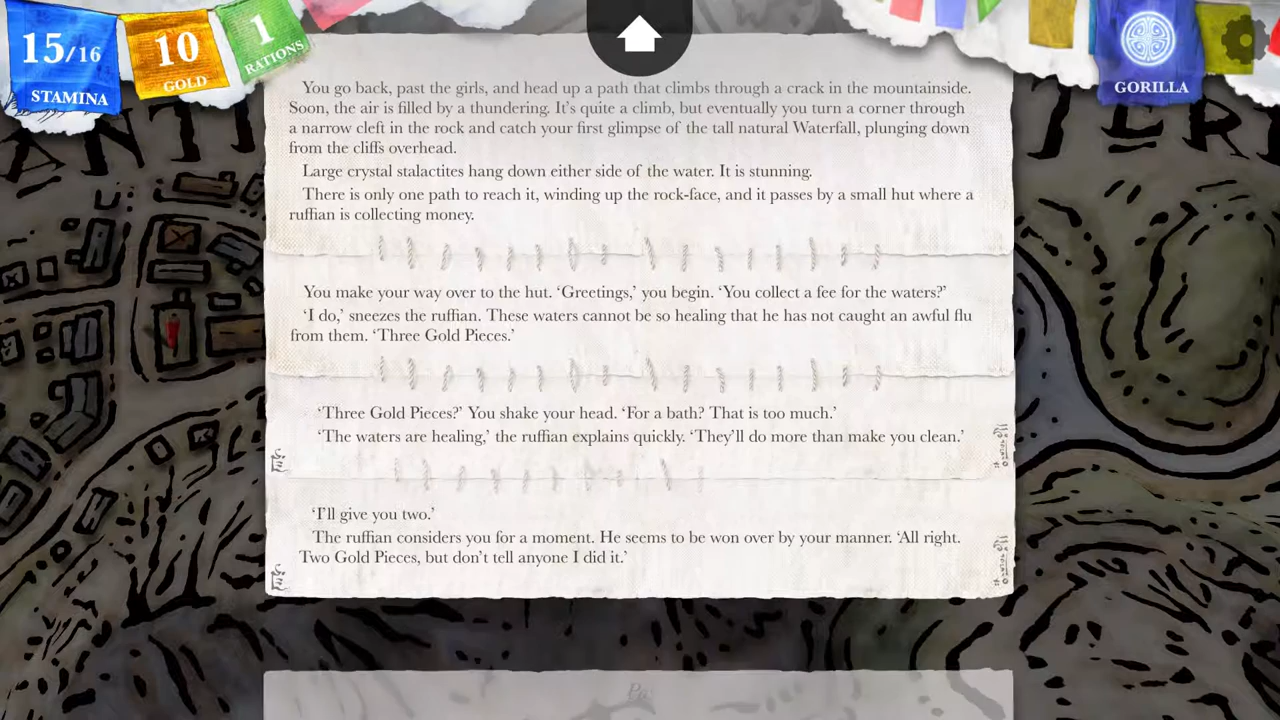 15/16
STAMINA
10
GOLD
1
RATIONS
GORILLA
You go back, past the girls, and head up a path that climbs through a crack in the mountainside.
Soon, the air is filled by a thundering. It’s quite a climb, but eventually you turn a corner through
a narrow cleft in the rock and catch your first glimpse of the tall natural Waterfall, plunging down
from the cliffs overhead.
Large crystal stalactites hang down either side of the water. It is stunning.
There is only one path to reach it, winding up the rock-face, and it passes by a small hut where a
ruffian is collecting money.
You make your way over to the hut. ‘Greetings,’ you begin. ‘You collect a fee for the waters?’
‘I do,’ sneezes the ruffian. These waters cannot be so healing that he has not caught an awful flu
from them. ‘Three Gold Pieces.’
‘Three Gold Pieces?’ You shake your head. ‘For a bath? That is too much.’
‘The waters are healing,’ the ruffian explains quickly. ‘They’ll do more than make you clean.’
‘I’ll give you two.’
The ruffian considers you for a moment. He seems to be won over by your manner. ‘All right.
Two Gold Pieces, but don’t tell anyone I did it.’